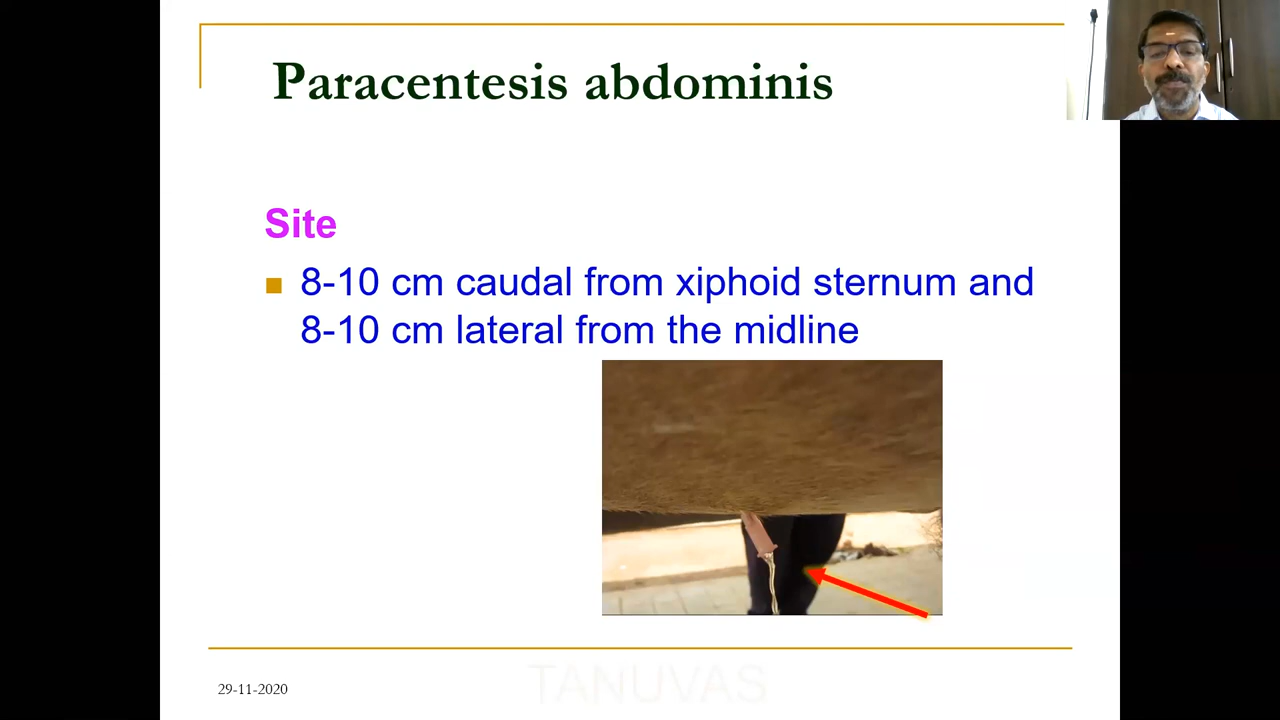 Paracentesis abdominis
Site
8-10 cm caudal from xiphoid sternum and
8-10 cm lateral from the midline
29-11-2020
TANUVAS